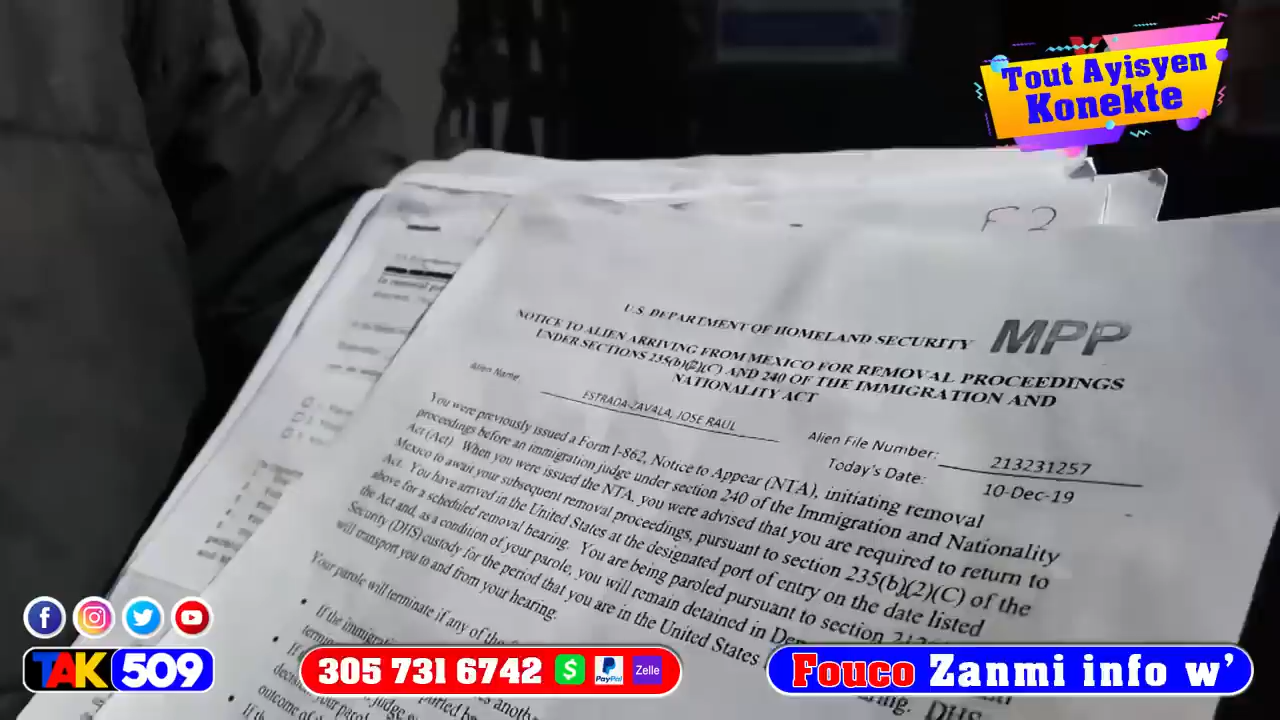 Tout Ayisyen
Konekte
F2
U.S. DEPARTMENT OF HOMELAND SECURITY
MPP
NOTICE TO ALIEN ARRIVING FROM MEXICO FOR REMOVAL PROCEEDINGS
UNDER SECTIONS 235(b)(2)(C) AND 240 OF THE IMMIGRATION AND
NATIONALITY ACT
Alien Name
ESTRADA-ZAVALA, JOSE RAUL
Alien File Number:
213231257
Today's Date:
10-Dec-19
You were previously issued a Form I-862, Notice to Appear (NTA), initiating removal
proceedings before an immigration judge under section 240 of the Immigration and Nationality
Act (Act) When you were issued the NTA, you were advised that you are required to return to
Mexico to await your subsequent removal proceedings, pursuant to section 235(b)(2)(C) of the
Act. You have arrived in the United States at the designated port of entry on the date listed
above for a scheduled removal hearing. You are being paroled pursuant to section
the Act and, as a condition of your parole, you will remain detained in
Security (DHS) custody for the period that you are in the United States
will transport you to and from your hearing.
Your parole will terminate if any of the
• If the
TAK 509
305 731 6742
PayPal
Zelle
Fouco Zanmi info w'